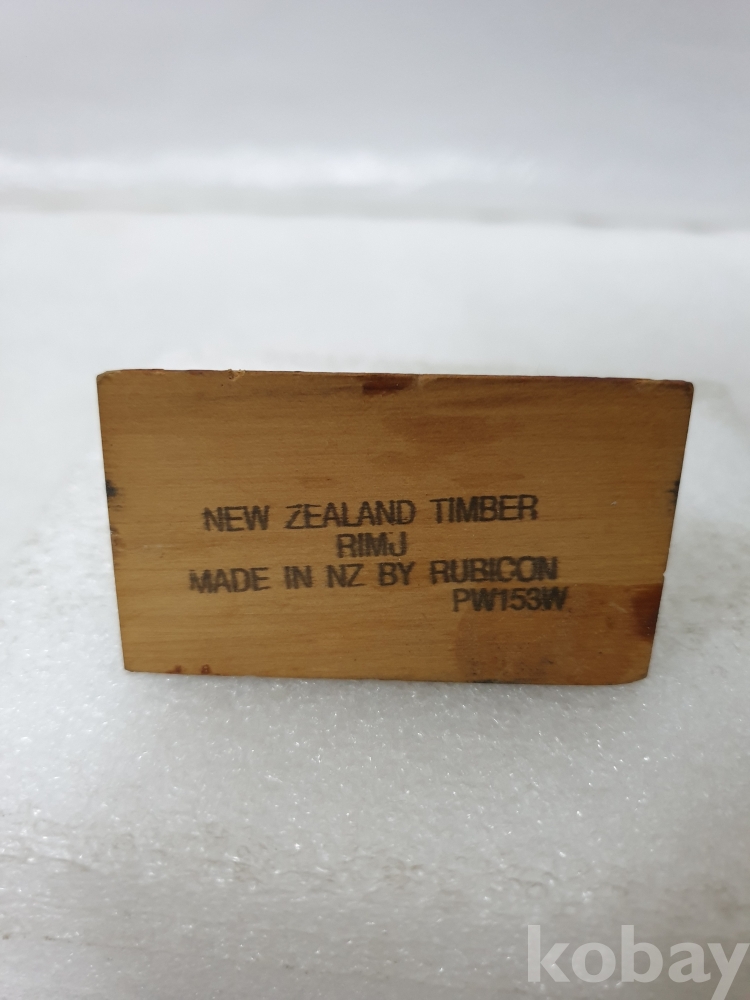 NEW ZEALAND TIMBER
RIMJ
MADE IN NZ BY RUBICON
PW153W
kobay